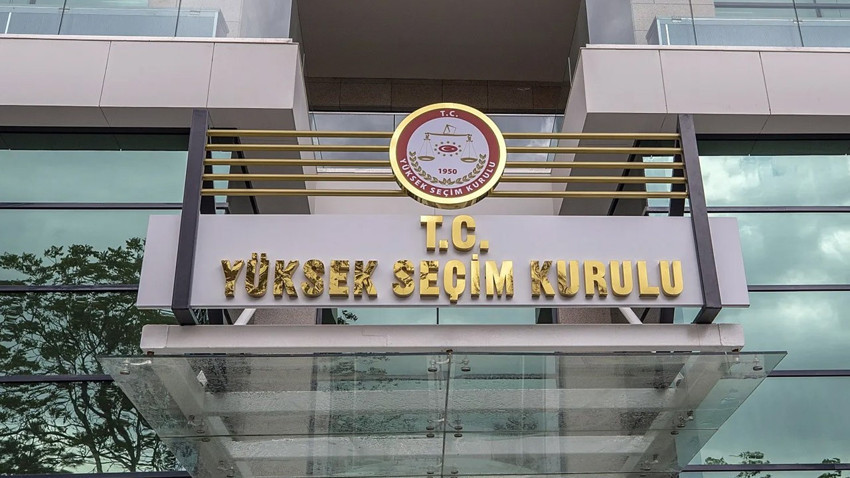 T.C.
1950
YÜKSEK SEÇİM KURULU
T.C.
YÜKSEK SEÇİM KURULU